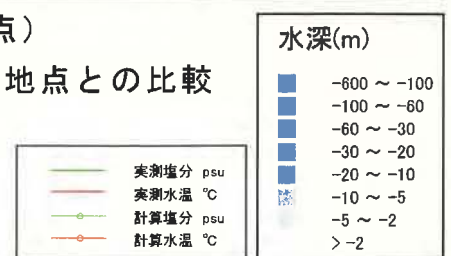 点)
地点との比較
実測塩分 psu
実測水温 ℃
計算塩分 psu
計算水温 ℃
水深(m)
-600 ～ -100
-100 ～ -60
-60 ～ -30
-30 ～ -20
-20 ～ -10
-10 ～ -5
-5 ～ -2
> -2